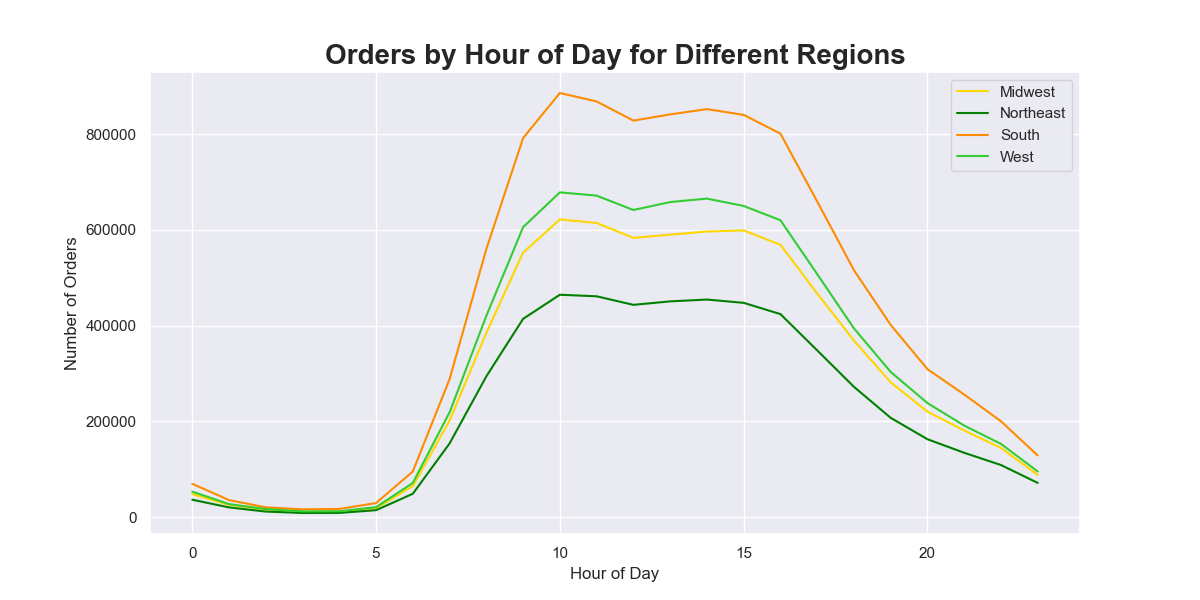 Orders by Hour of Day for Different Regions
Midwest
Northeast
South
West
Number of Orders
800000
600000
400000
200000
0
0 5 10 15 20
Hour of Day